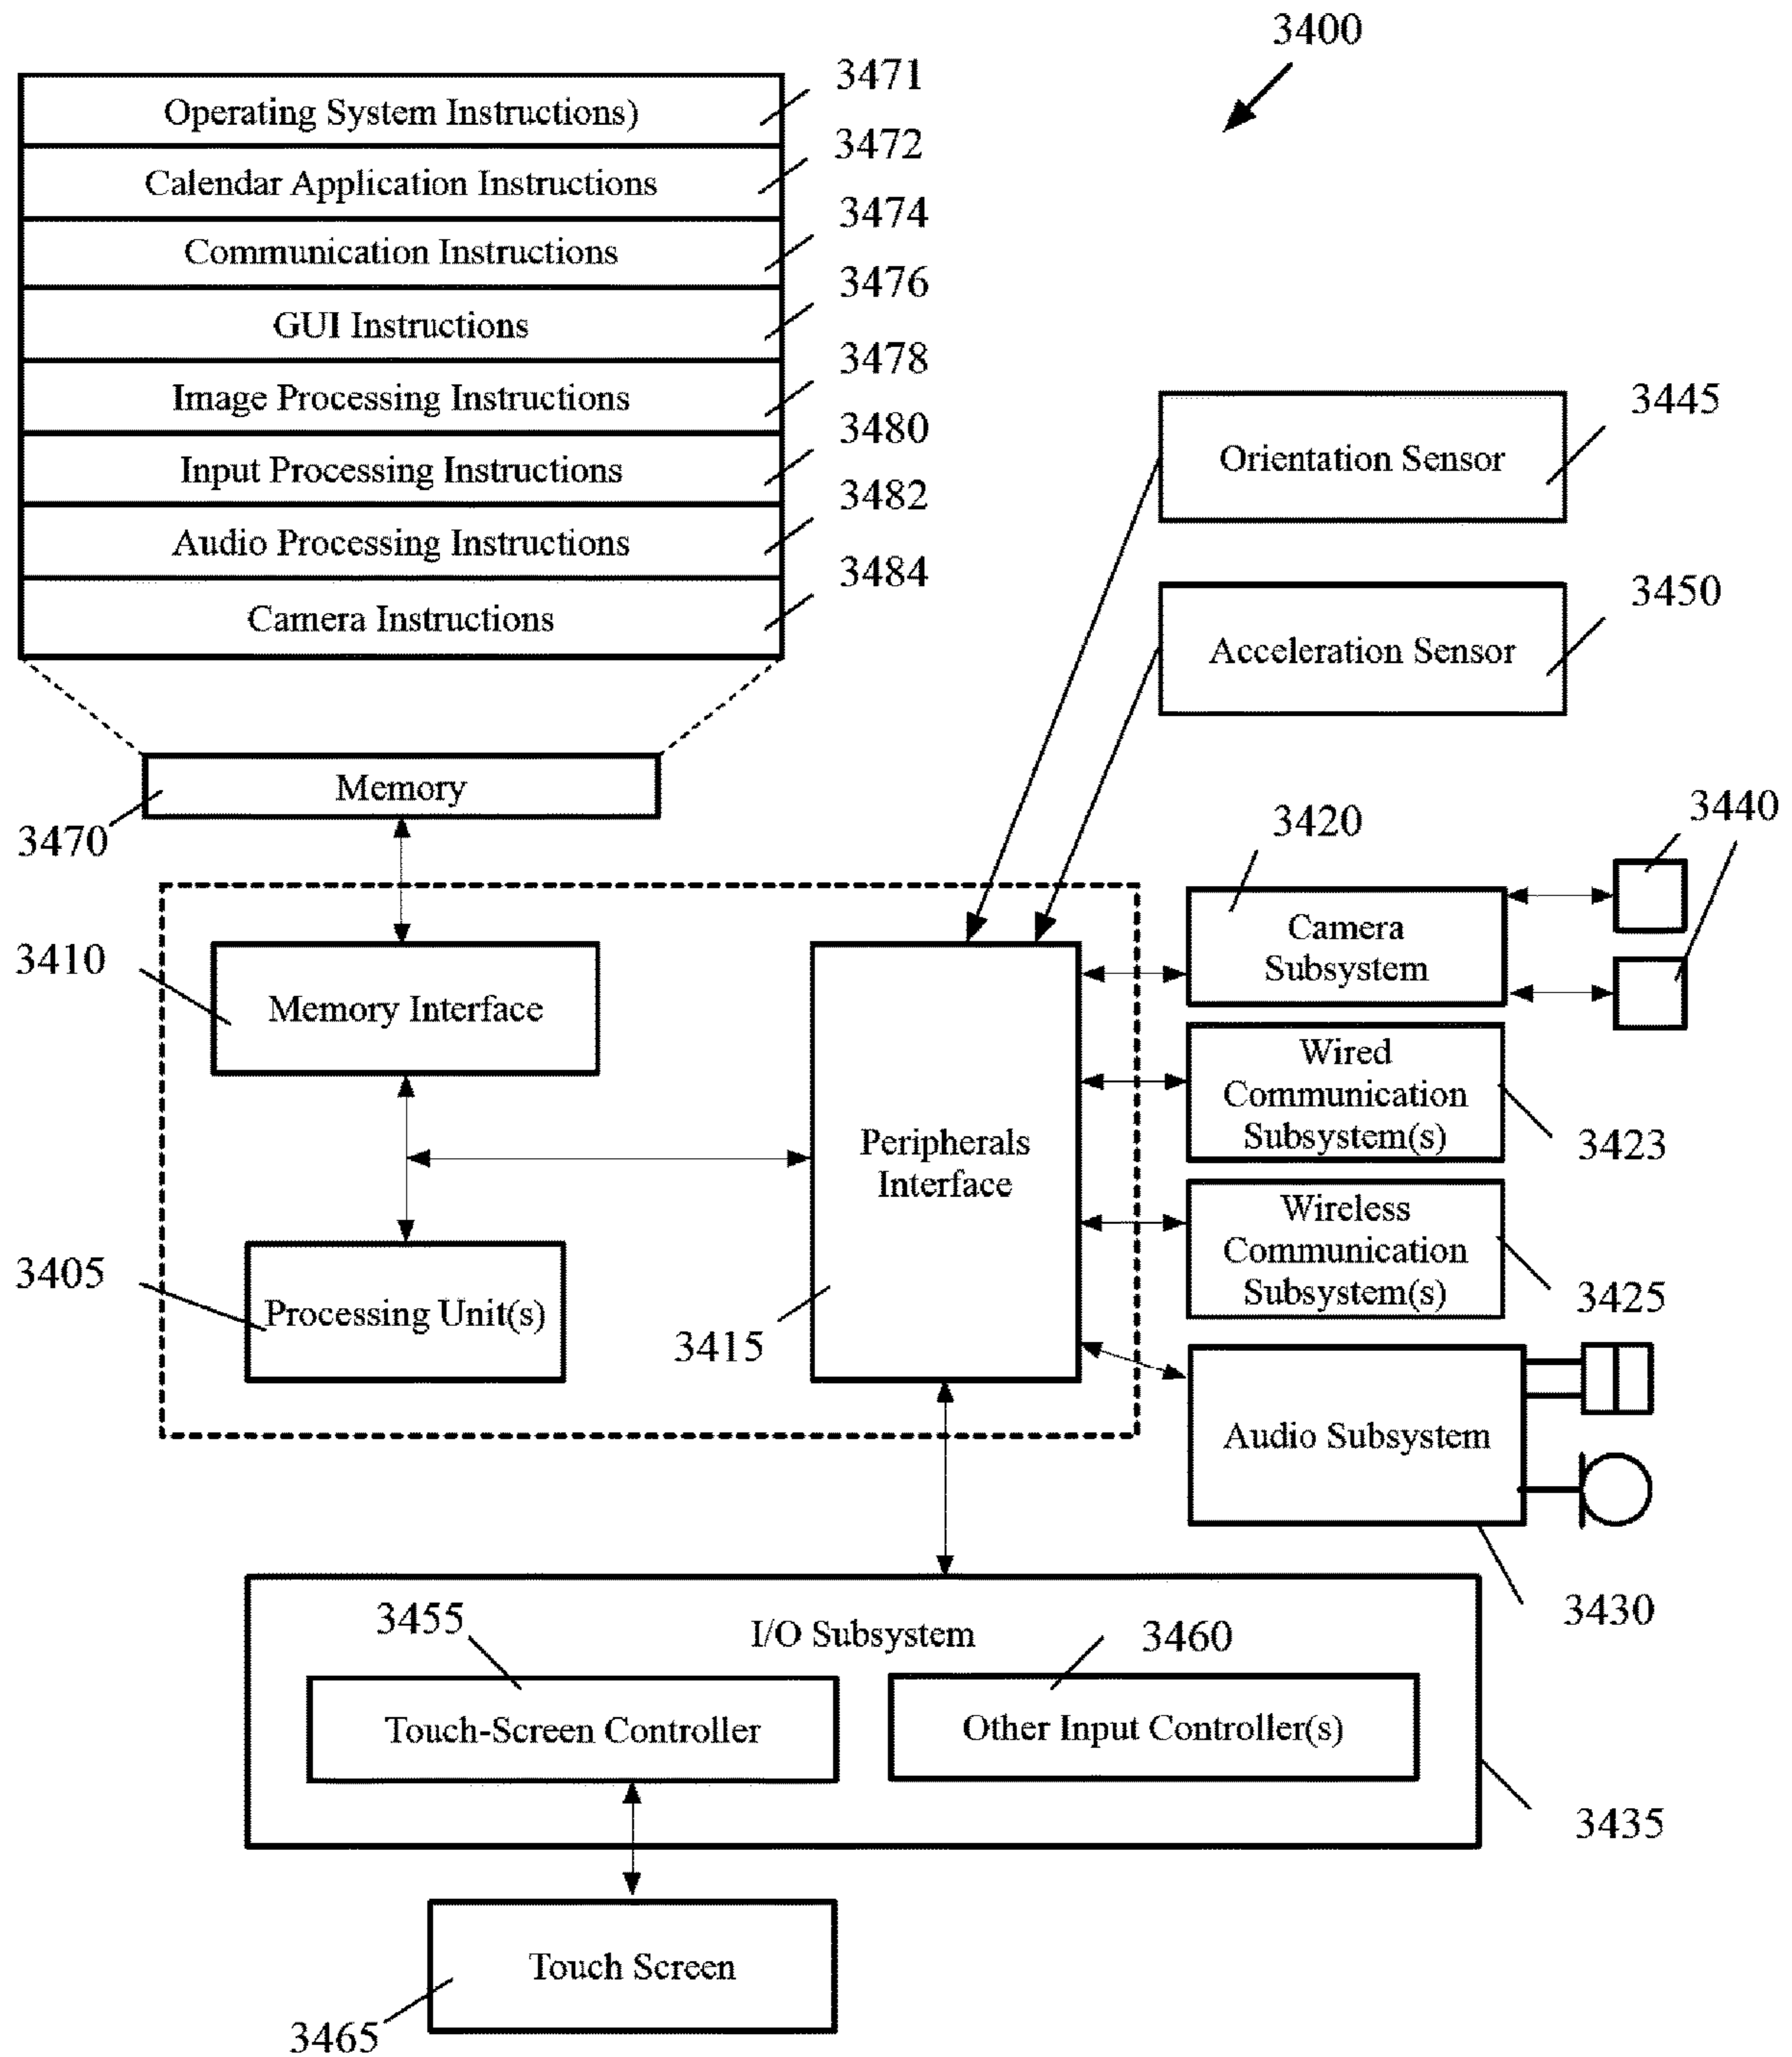 3400
Operating System Instructions)
3471
Calendar Application Instructions
3472
Communication Instructions
3474
GUI Instructions
3476
Image Processing Instructions
3478
Input Processing Instructions
3480
Audio Processing Instructions
3482
Camera Instructions
3484
Orientation Sensor
3445
Acceleration Sensor
3450
Memory
3470
3420
3440
Camera
Subsystem
3410
Memory Interface
Wired
Communication
Subsystem(s)
3423
Peripherals
Interface
3415
Wireless
Communication
Subsystem(s)
3425
3405
Processing Unit(s)
Audio Subsystem
3430
I/O Subsystem
3455
3460
Touch-Screen Controller
Other Input Controller(s)
3435
Touch Screen
3465